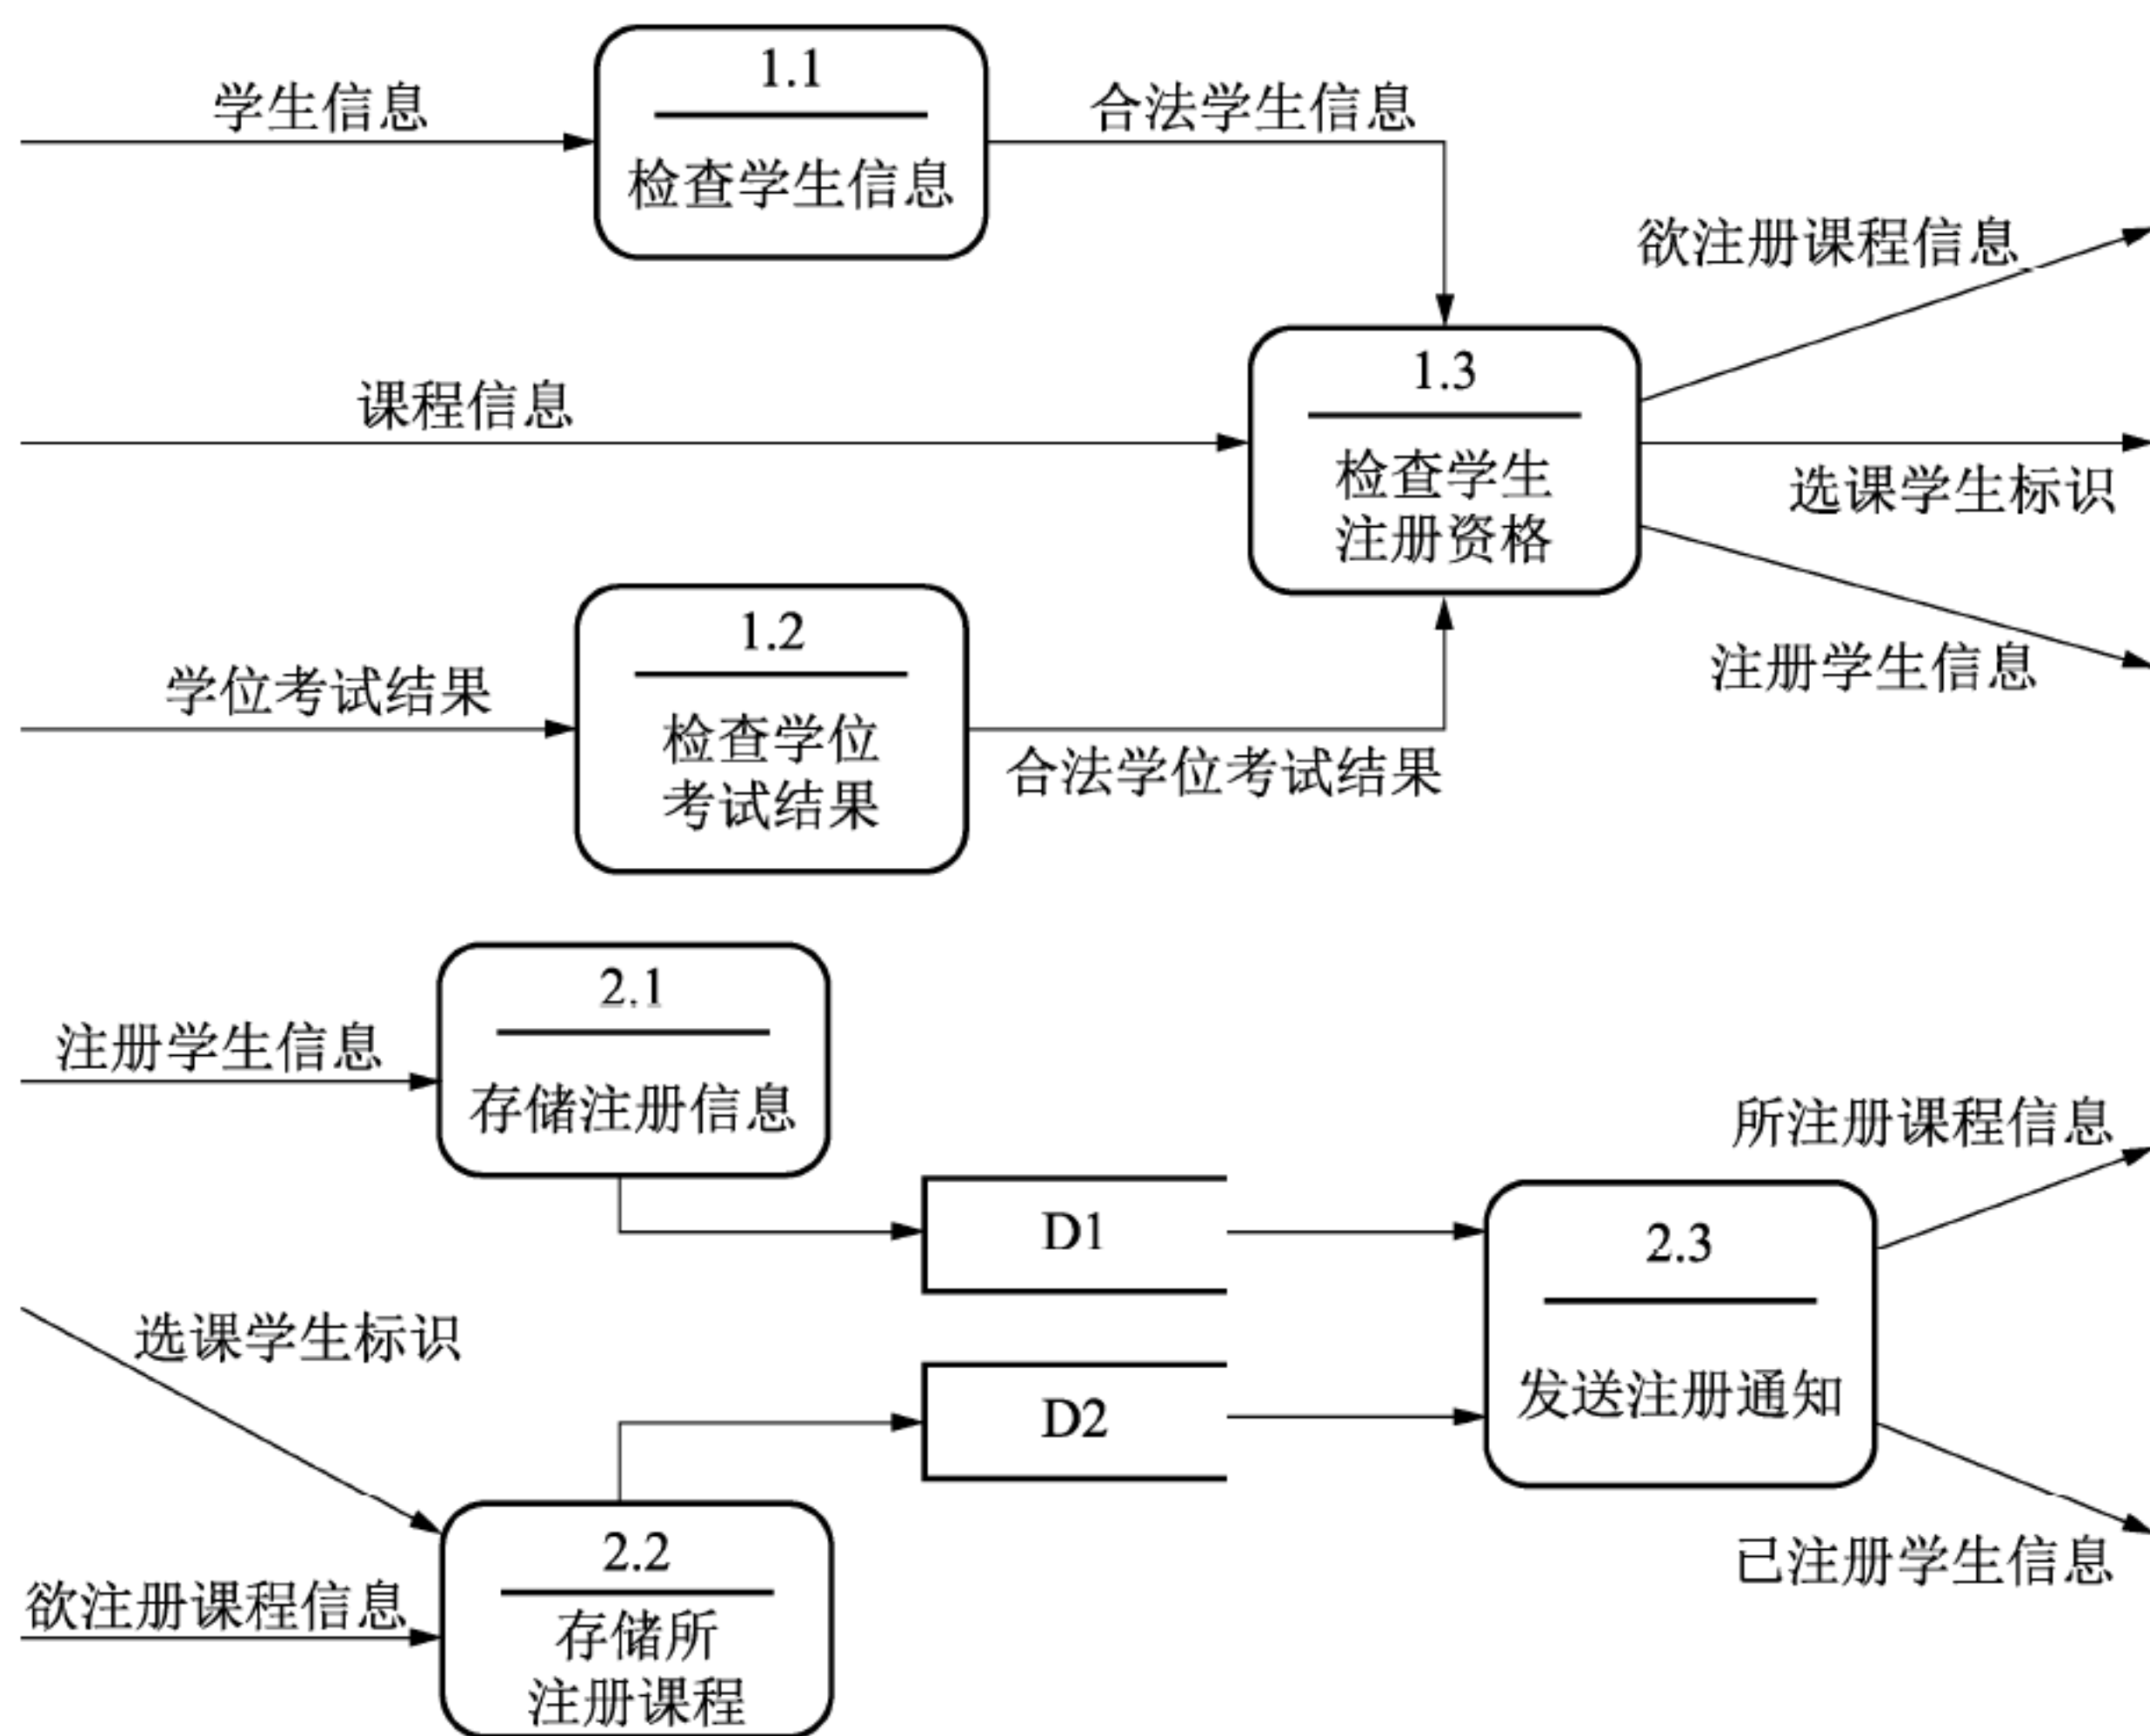 1.1
学生信息
合法学生信息
检查学生信息
欲注册课程信息
1.3
课程信息
检查学生
注册资格
选课学生标识
1.2
学位考试结果
注册学生信息
检查学位
考试结果
合法学位考试结果
2.1
注册学生信息
存储注册信息
所注册课程信息
D1
2.3
选课学生标识
发送注册通知
D2
2.2
已注册学生信息
欲注册课程信息
存储所
注册课程